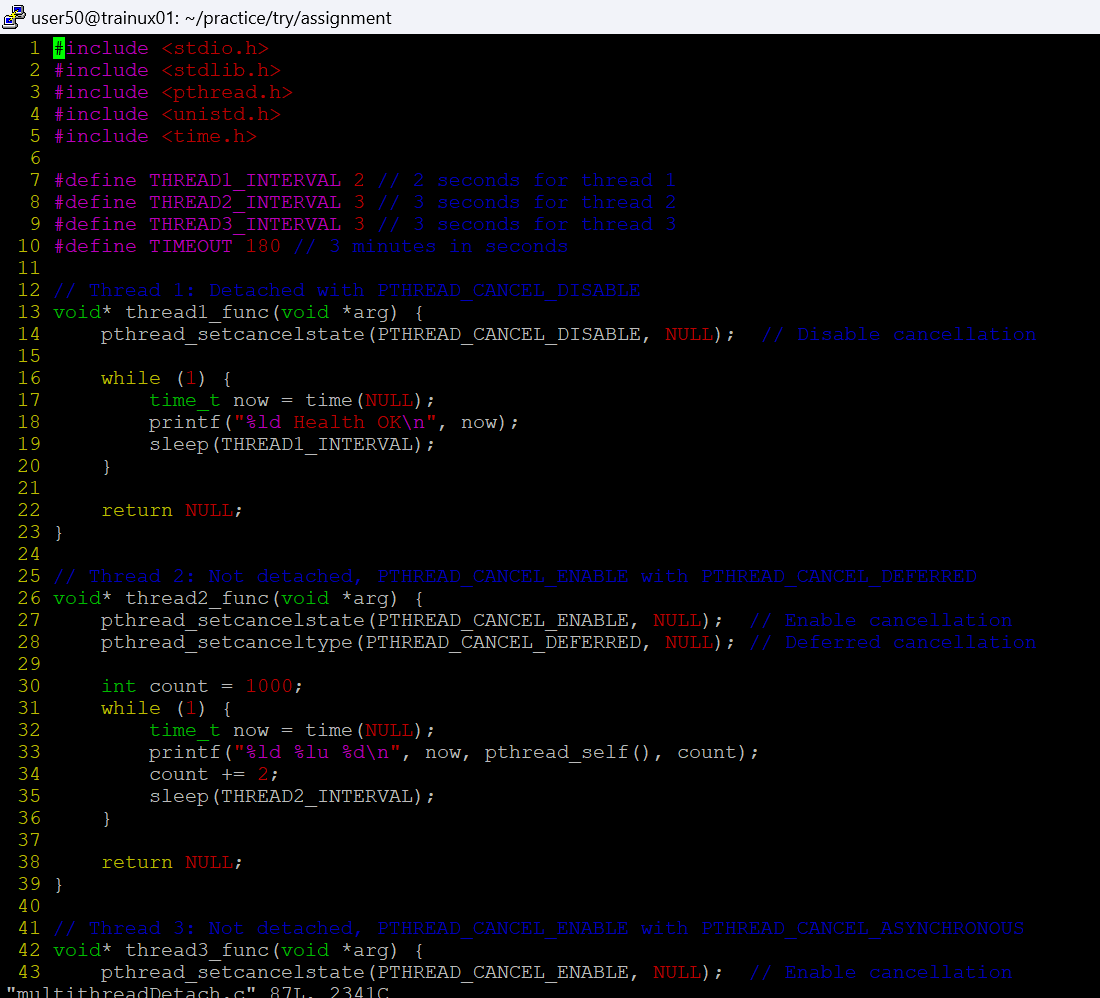 user50@trainux01: ~/practice/try/assignment
1 #include <stdio.h>
2 #include <stdlib.h>
3 #include <pthread.h>
4 #include <unistd.h>
5 #include <time.h>
6
7 #define THREAD1_INTERVAL 2 // 2 seconds for thread 1
8 #define THREAD2_INTERVAL 3 // 3 seconds for thread 2
9 #define THREAD3_INTERVAL 3 // 3 seconds for thread 3
10 #define TIMEOUT 180 // 3 minutes in seconds
11
12 // Thread 1: Detached with PTHREAD_CANCEL_DISABLE
13 void* thread1_func(void *arg) {
14     pthread_setcancelstate(PTHREAD_CANCEL_DISABLE, NULL);  // Disable cancellation
15
16     while (1) {
17         time_t now = time(NULL);
18         printf("%ld Health OK\n", now);
19         sleep(THREAD1_INTERVAL);
20     }
21
22     return NULL;
23 }
24
25 // Thread 2: Not detached, PTHREAD_CANCEL_ENABLE with PTHREAD_CANCEL_DEFERRED
26 void* thread2_func(void *arg) {
27     pthread_setcancelstate(PTHREAD_CANCEL_ENABLE, NULL);  // Enable cancellation
28     pthread_setcanceltype(PTHREAD_CANCEL_DEFERRED, NULL); // Deferred cancellation
29
30     int count = 1000;
31     while (1) {
32         time_t now = time(NULL);
33         printf("%ld %lu %d\n", now, pthread_self(), count);
34         count += 2;
35         sleep(THREAD2_INTERVAL);
36     }
37
38     return NULL;
39 }
40
41 // Thread 3: Not detached, PTHREAD_CANCEL_ENABLE with PTHREAD_CANCEL_ASYNCHRONOUS
42 void* thread3_func(void *arg) {
43     pthread_setcancelstate(PTHREAD_CANCEL_ENABLE, NULL);  // Enable cancellation
"multithreadDetach.c" 87L, 2341C